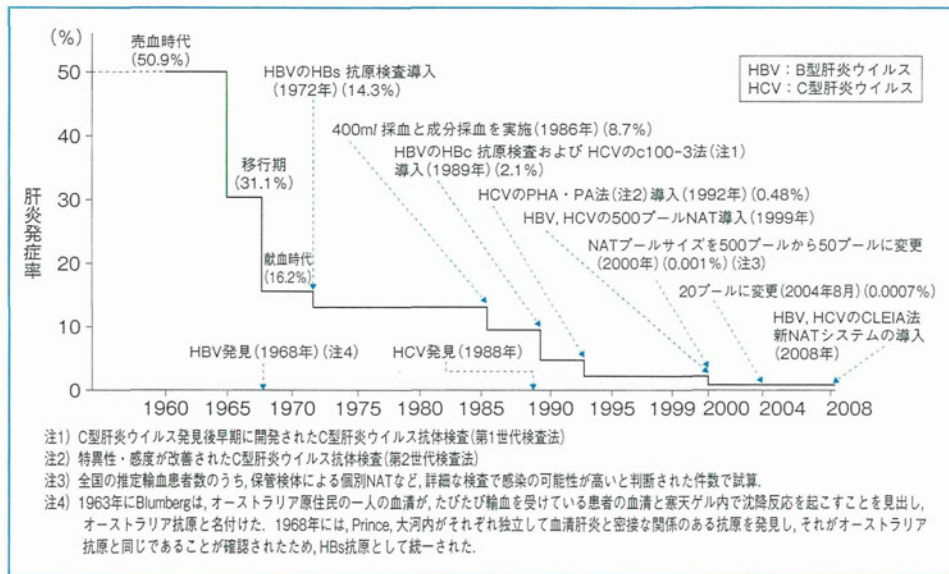 (%)
売血時代
(50.9%)
HBV：B型肝炎ウイルス
HCV：C型肝炎ウイルス
HBVのHBs 抗原検査導入
(1972年)(14.3%)
400ml 採血と成分採血を実施(1986年)(8.7%)
HBVのHBc 抗原検査および HCVのc100-3法(注1)
導入(1989年)(2.1%)
移行期
(31.1%)
HCVのPHA・PA法(注2)導入(1992年)(0.48%)
HBV, HCVの500プールNAT導入(1999年)
NATプールサイズを500プールから50プールに変更
(2000年)(0.001%)(注3)
献血時代
(16.2%)
20プールに変更(2004年8月)(0.0007%)
HBV, HCVのCLEIA法
新NATシステムの導入
(2008年)
HBV発見(1968年)(注4)
HCV発見(1988年)
肝炎発症率
50
40
30
20
10
0
1960 1965 1970 1975 1980 1985 1990 1995 1999 2000 2004 2008
注1) C型肝炎ウイルス発見後早期に開発されたC型肝炎ウイルス抗体検査(第1世代検査法)
注2) 特異性・感度が改善されたC型肝炎ウイルス抗体検査(第2世代検査法)
注3) 全国の推定輸血患者数のうち, 保管検体による個別NATなど, 詳細な検査で感染の可能性が高いと判断された件数で試算.
注4) 1963年にBlumbergは, オーストラリア原住民の一人の血清が, たびたび輸血を受けている患者の血清と寒天ゲル内で沈降反応を起こすことを見出し,
オーストラリア抗原と名付けた. 1968年には, Prince, 大河内がそれぞれ独立して血清肝炎と密接な関係のある抗原を発見し, それがオーストラリア
抗原と同じであることが確認されたため, HBs抗原として統一された.